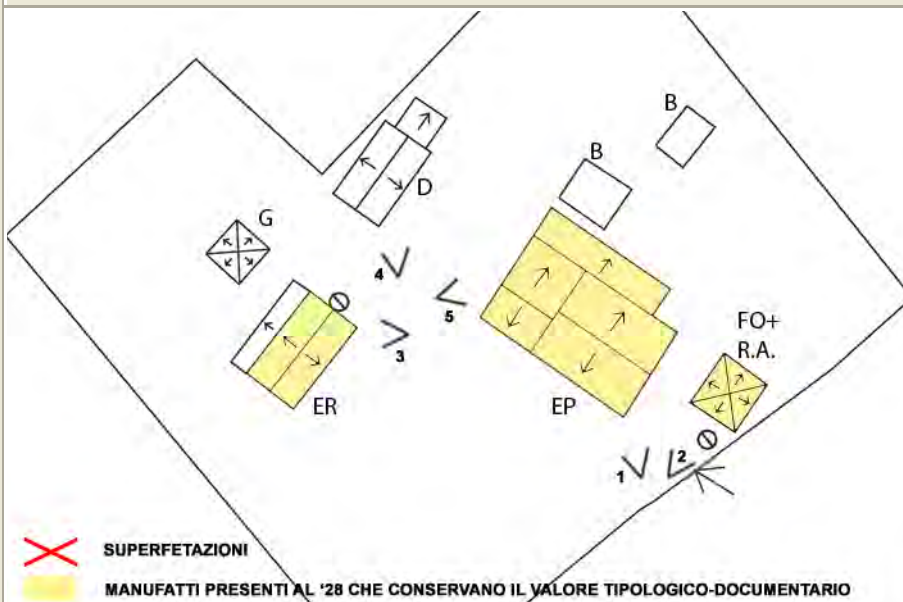 B
B
D
G
4
5
3
FO+
R.A.
ER
EP
1
2
SUPERFETAZIONI
MANUFATTI PRESENTI AL '28 CHE CONSERVANO IL VALORE TIPOLOGICO-DOCUMENTARIO